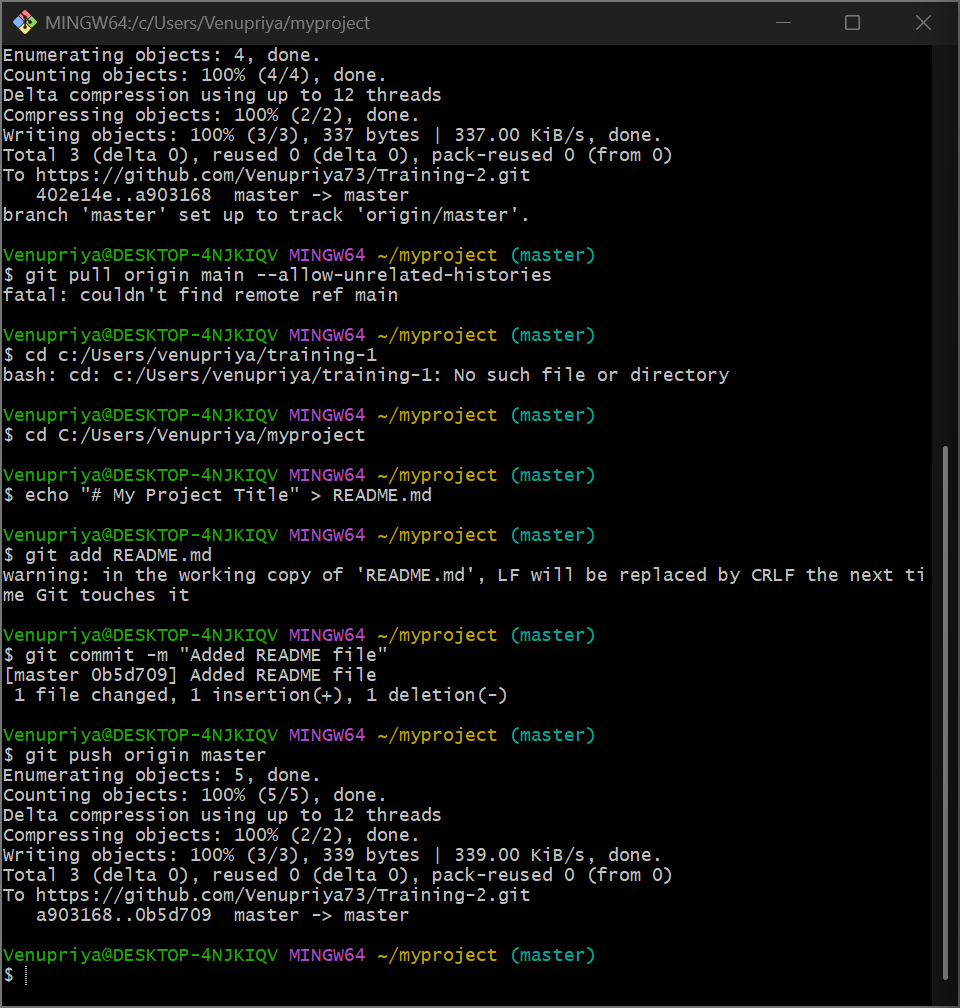 MINGW64:/c/Users/Venupriya/myproject
Enumerating objects: 4, done.
Counting objects: 100% (4/4), done.
Delta compression using up to 12 threads
Compressing objects: 100% (2/2), done.
Writing objects: 100% (3/3), 337 bytes | 337.00 KiB/s, done.
Total 3 (delta 0), reused 0 (delta 0), pack-reused 0 (from 0)
To https://github.com/Venupriya73/Training-2.git
   402e14e..a903168  master -> master
branch 'master' set up to track 'origin/master'.
Venupriya@DESKTOP-4NJKIQV MINGW64 ~/myproject (master)
$ git pull origin main --allow-unrelated-histories
fatal: couldn't find remote ref main
Venupriya@DESKTOP-4NJKIQV MINGW64 ~/myproject (master)
$ cd c:/Users/venupriya/training-1
bash: cd: c:/Users/venupriya/training-1: No such file or directory
Venupriya@DESKTOP-4NJKIQV MINGW64 ~/myproject (master)
$ cd C:/Users/Venupriya/myproject
Venupriya@DESKTOP-4NJKIQV MINGW64 ~/myproject (master)
$ echo "# My Project Title" > README.md
Venupriya@DESKTOP-4NJKIQV MINGW64 ~/myproject (master)
$ git add README.md
warning: in the working copy of 'README.md', LF will be replaced by CRLF the next ti
me Git touches it
Venupriya@DESKTOP-4NJKIQV MINGW64 ~/myproject (master)
$ git commit -m "Added README file"
[master 0b5d709] Added README file
 1 file changed, 1 insertion(+), 1 deletion(-)
Venupriya@DESKTOP-4NJKIQV MINGW64 ~/myproject (master)
$ git push origin master
Enumerating objects: 5, done.
Counting objects: 100% (5/5), done.
Delta compression using up to 12 threads
Compressing objects: 100% (2/2), done.
Writing objects: 100% (3/3), 339 bytes | 339.00 KiB/s, done.
Total 3 (delta 0), reused 0 (delta 0), pack-reused 0 (from 0)
To https://github.com/Venupriya73/Training-2.git
   a903168..0b5d709  master -> master
Venupriya@DESKTOP-4NJKIQV MINGW64 ~/myproject (master)
$